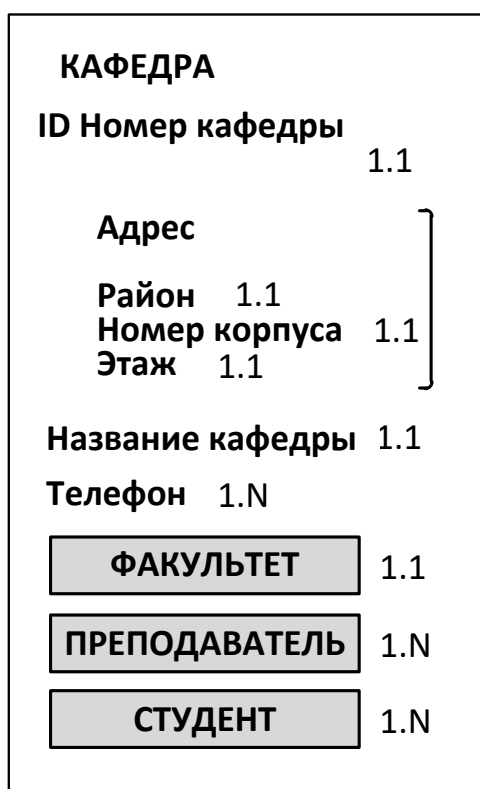 КАФЕДРА
ID Номер кафедры
1.1
Адрес
Район 1.1
Номер корпуса 1.1
Этаж 1.1
Название кафедры 1.1
Телефон 1.N
ФАКУЛЬТЕТ 1.1
ПРЕПОДАВАТЕЛЬ 1.N
СТУДЕНТ 1.N